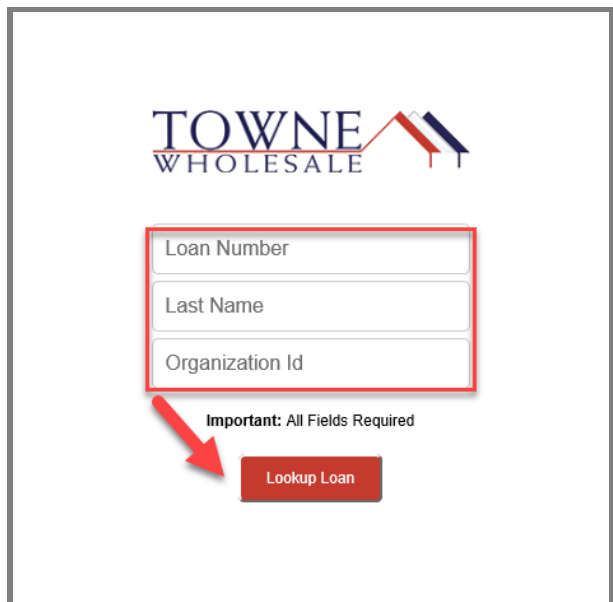 TOWNE
WHOLESALE
Loan Number
Last Name
Organization Id
Important: All Fields Required
Lookup Loan